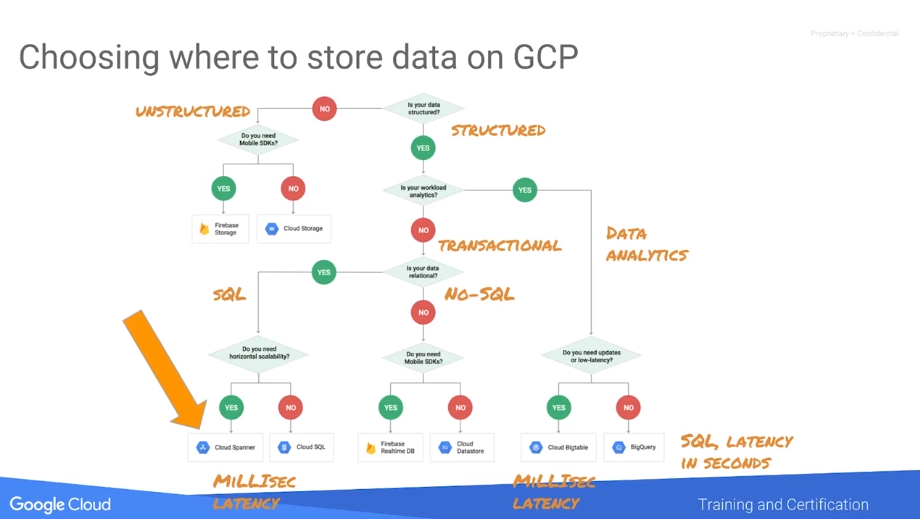 Proprietary + Confidential
Choosing where to store data on GCP
UNSTRUCTURED
NO
Is your data
structured?
STRUCTURED
Do you need
Mobile SDKs?
YES
YES
NO
Is your workload
analytics?
YES
Firebase
Storage
Cloud Storage
NO
TRANSACTIONAL
DATA
ANALYTICS
YES
Is your data
relational?
SQL
NO-SQL
NO
Do you need
horizontal scalability?
Do you need
Mobile SDKs?
Do you need updates
or low-latency?
YES
NO
YES
NO
YES
NO
Cloud Spanner
Cloud SQL
Firebase
Realtime DB
Cloud
Datastore
Cloud Bigtable
BigQuery
SQL, LATENCY
IN SECONDS
MILLISEC
LATENCY
MILLISEC
LATENCY
Google Cloud
Training and Certification